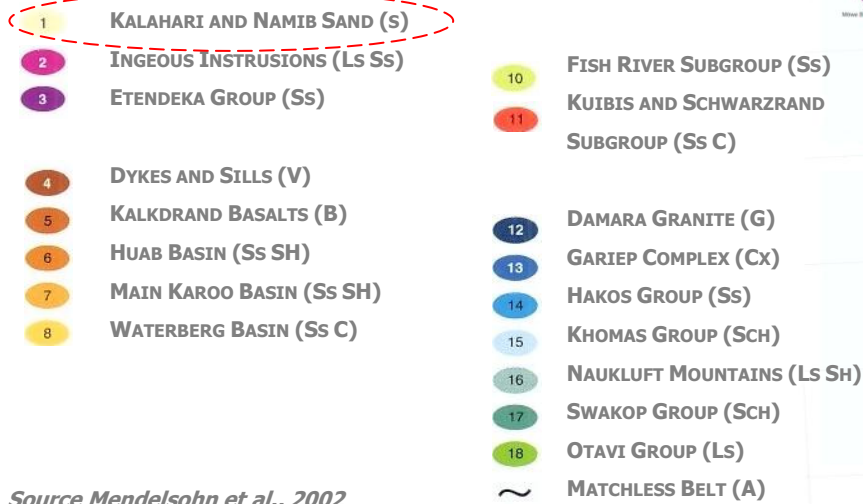 1 KALAHARI AND NAMIB SAND (S)
2 INGEOUS INSTRUSIONS (LS SS)
3 ETENDEKA GROUP (SS)
4 DYKES AND SILLS (V)
5 KALKDRAND BASALTS (B)
6 HUAB BASIN (SS SH)
7 MAIN KAROO BASIN (SS SH)
8 WATERBERG BASIN (SS C)
Source Mendelsohn et al., 2002
10 FISH RIVER SUBGROUP (SS)
11 KUIBIS AND SCHWARZRAND
SUBGROUP (SS C)
12 DAMARA GRANITE (G)
13 GARIEP COMPLEX (CX)
14 HAKOS GROUP (SS)
15 KHOMAS GROUP (SCH)
16 NAUKLUFT MOUNTAINS (LS SH)
17 SWAKOP GROUP (SCH)
18 OTAVI GROUP (LS)
~ MATCHLESS BELT (A)